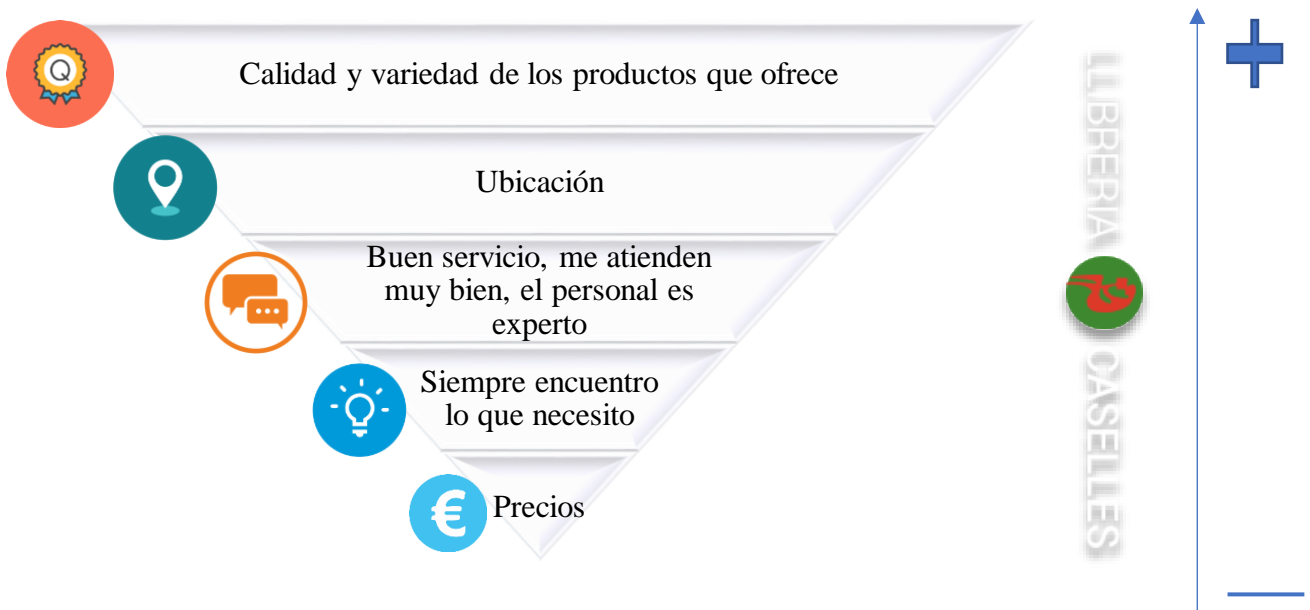 Q
Calidad y variedad de los productos que ofrece
Ubicación
Buen servicio, me atienden
muy bien, el personal es
experto
Siempre encuentro
lo que necesito
€
Precios
LLIBRERIA CASELLES